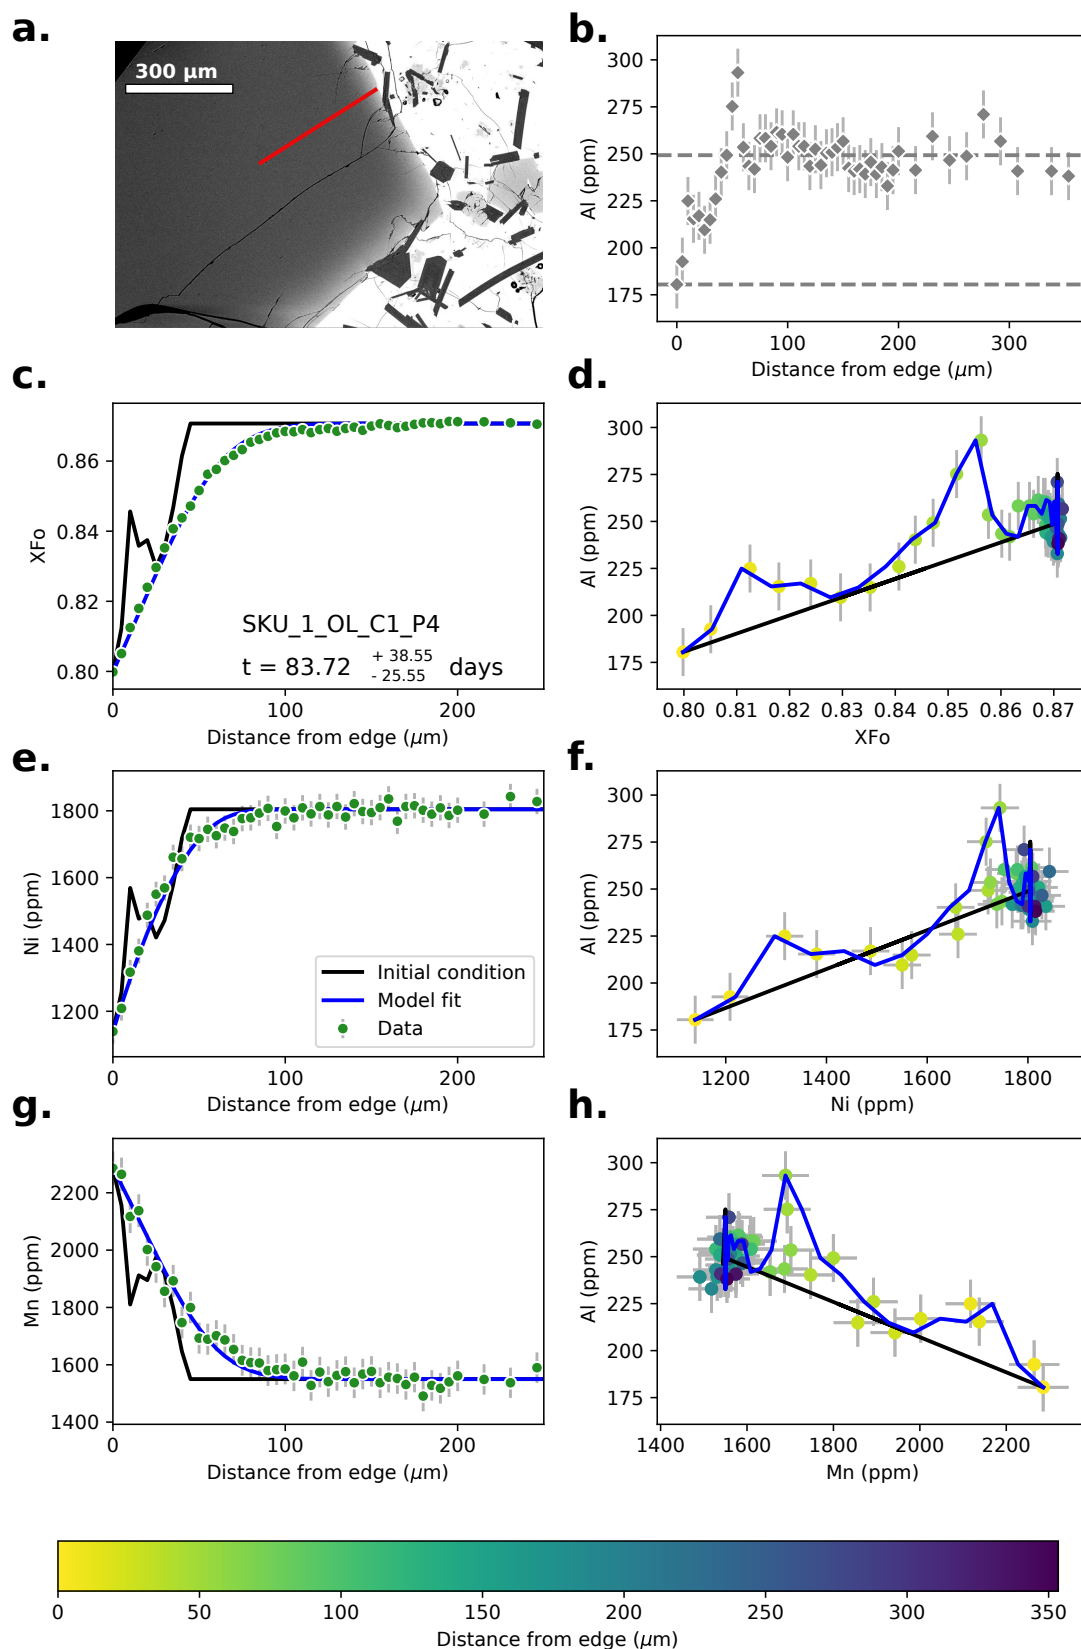 a.
300 µm
b.
300
275
250
225
200
175
Al (ppm)
0
100
200
300
Distance from edge (µm)
c.
0.86
0.84
0.82
0.80
XFo
SKU_1_OL_C1_P4
t = 83.72 + 38.55 - 25.55 days
0
200
Distance from edge (µm)
d.
300
275
250
225
200
175
Al (ppm)
0.80
0.81
0.82
0.83
0.84
0.85
0.86
0.87
XFo
e.
1800
1600
1400
1200
Ni (ppm)
Initial condition
Model fit
Data
0
100
200
Distance from edge (µm)
f.
300
275
250
225
200
175
Al (ppm)
1200
1400
1600
1800
Ni (ppm)
g.
2200
2000
1800
1600
1400
Mn (ppm)
0
100
200
Distance from edge (µm)
h.
300
275
250
225
200
175
Al (ppm)
1400
1600
1800
2000
2200
Mn (ppm)
0
50
100
150
200
250
300
350
Distance from edge (µm)